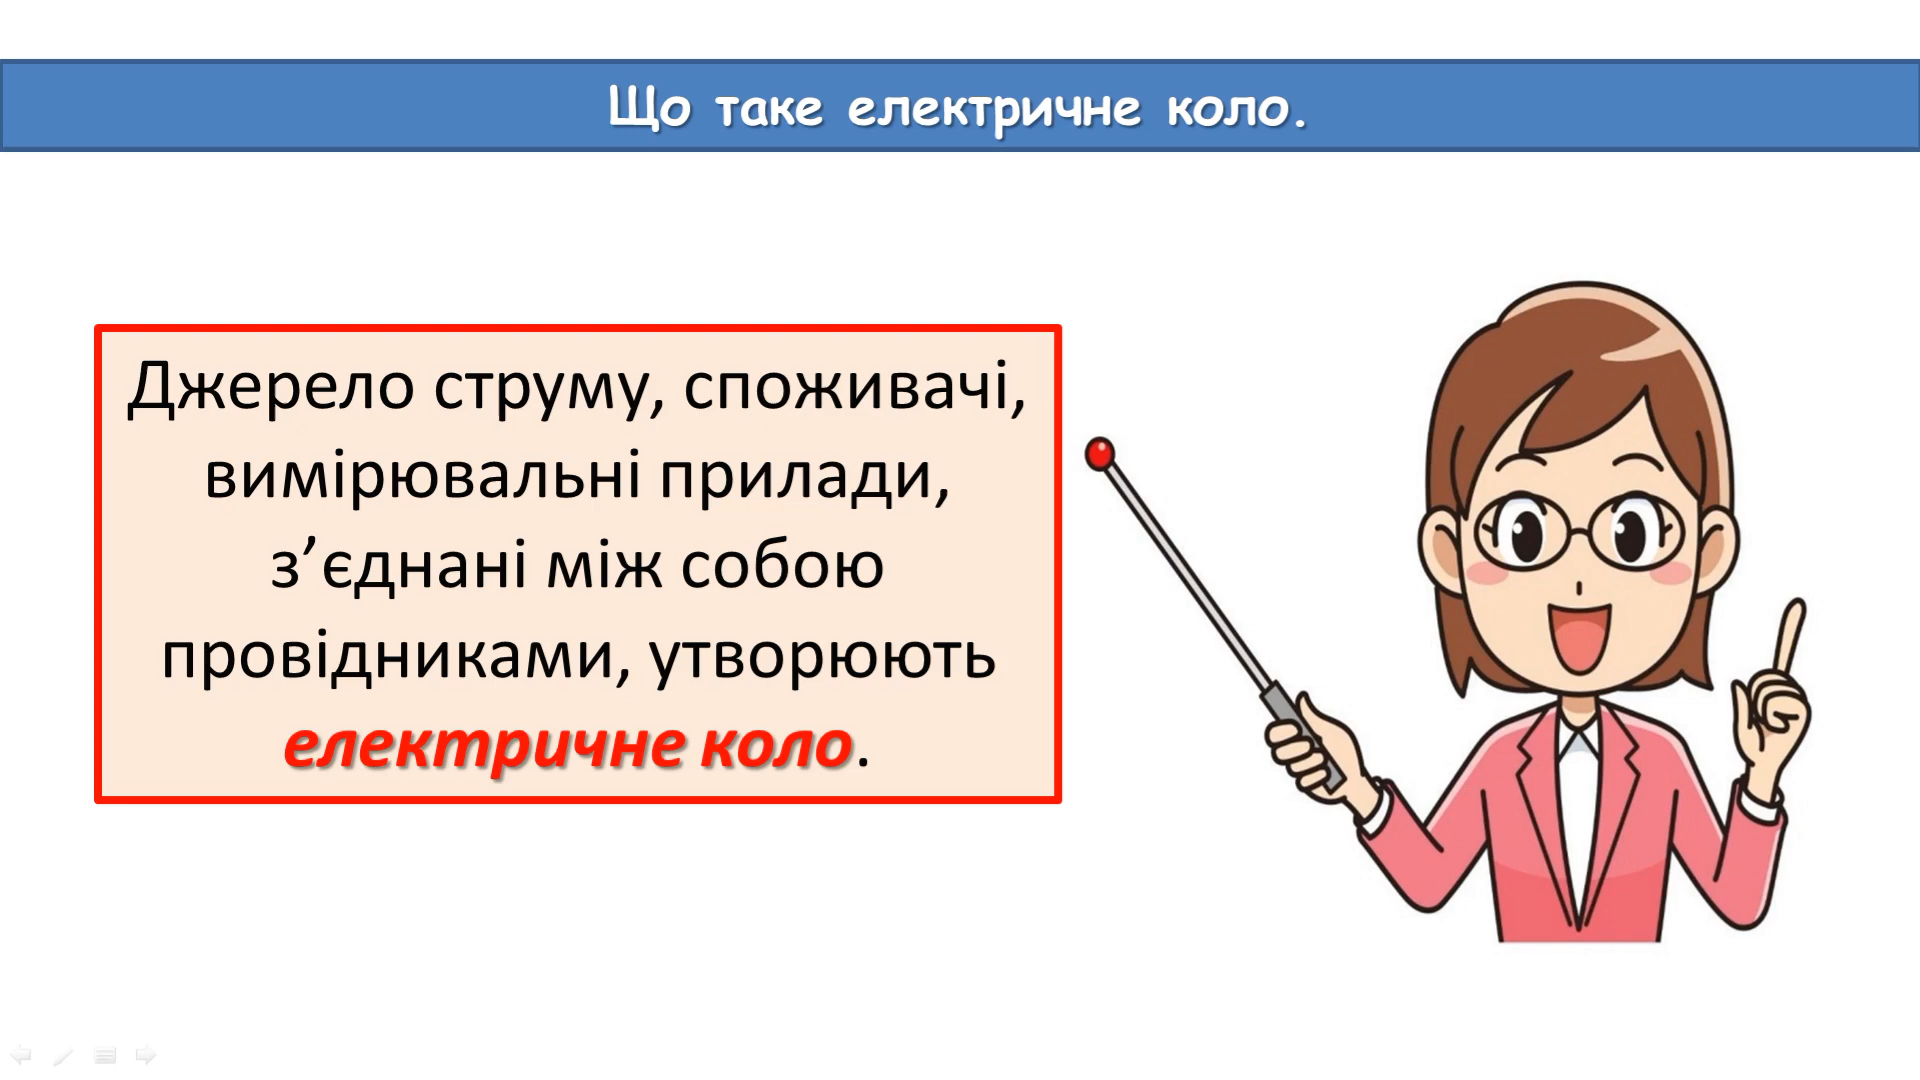 Що таке електричне коло.
Джерело струму, споживачі,
вимірювальні прилади,
з’єднані між собою
провідниками, утворюють
електричне коло.